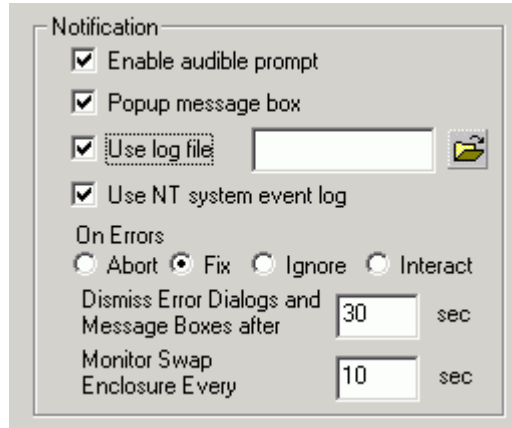 Notification
Enable audible prompt
Popup message box
Use log file
Use NT system event log
On Errors
Abort Fix Ignore Interact
Dismiss Error Dialogs and
Message Boxes after 30 sec
Monitor Swap
Enclosure Every 10 sec